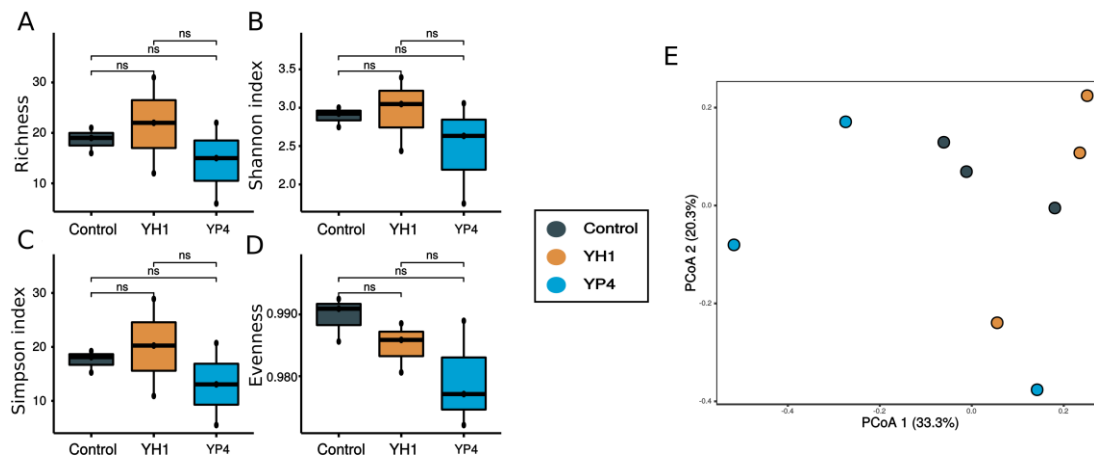 A
Richness
30
20
10
ns
ns
ns
Control
YH1
YP4
B
Shannon index
3.5
3.0
2.5
2.0
ns
ns
ns
Control
YH1
YP4
C
Simpson index
30
20
10
ns
ns
ns
Control
YH1
YP4
D
Evenness
0.990
0.980
ns
ns
ns
Control
YH1
YP4
Control
YH1
YP4
E
PCoA 2 (20.3%)
0.2
0.0
-0.2
-0.4
-0.4
-0.2
0.0
0.2
PCoA 1 (33.3%)